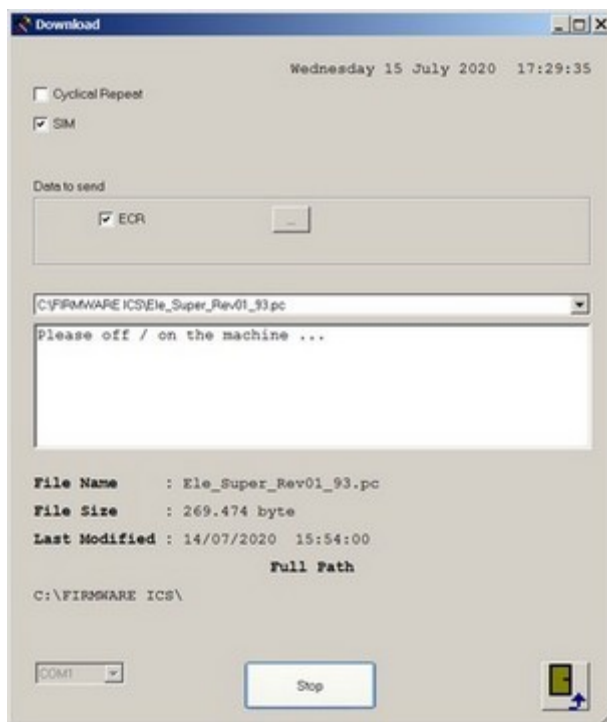 Download
Wednesday 15 July 2020 17:29:35
Cyclical Repeat
SIM
Data to send
ECR
...
C:\FIRMWARE ICS\Ele_Super_Rev01_93.pc
Please off / on the machine ...
File Name : Ele_Super_Rev01_93.pc
File Size : 269.474 byte
Last Modified : 14/07/2020 15:54:00
Full Path
C:\FIRMWARE ICS\
COM1
Stop